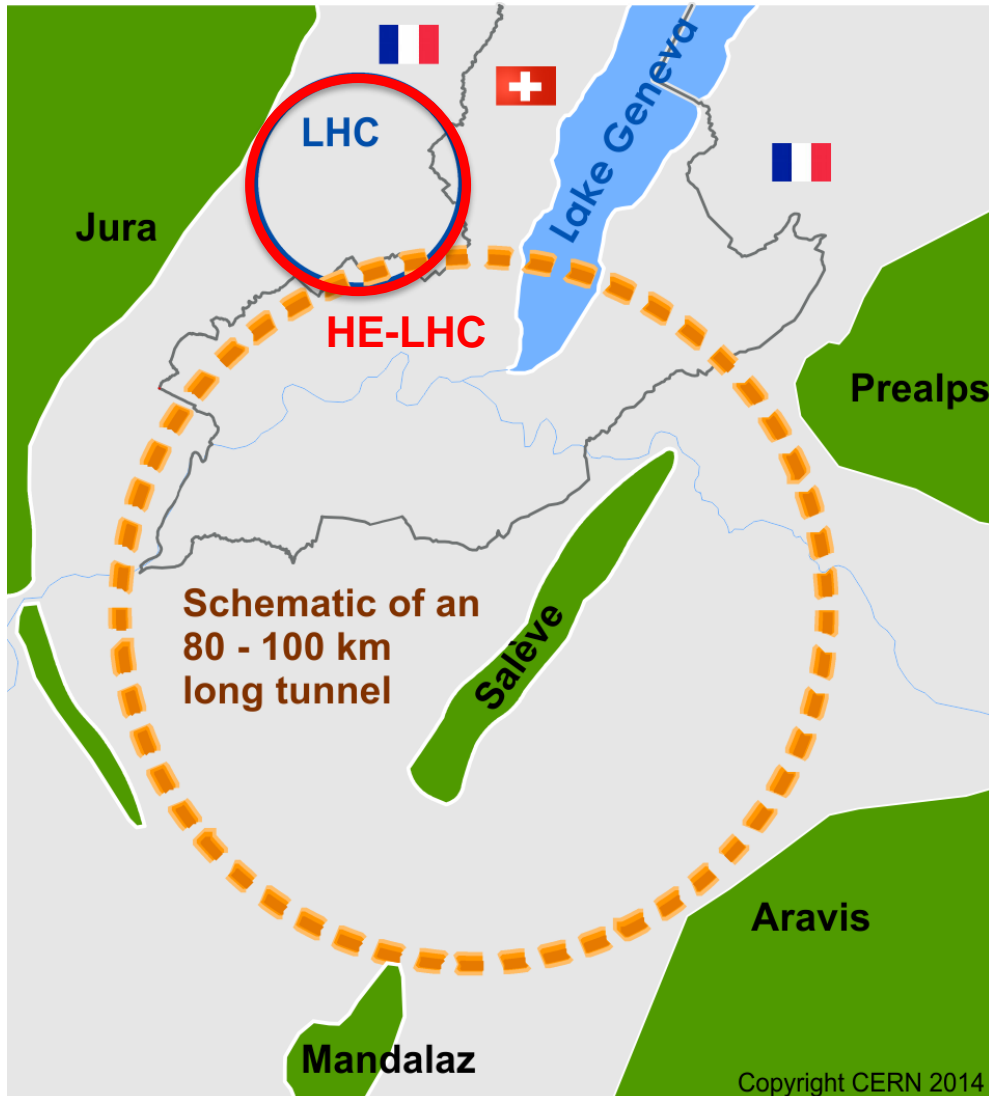 LHC
Lake Geneva
Jura
HE-LHC
Prealps
Schematic of an
80 - 100 km
long tunnel
Salève
Aravis
Mandalaz
Copyright CERN 2014